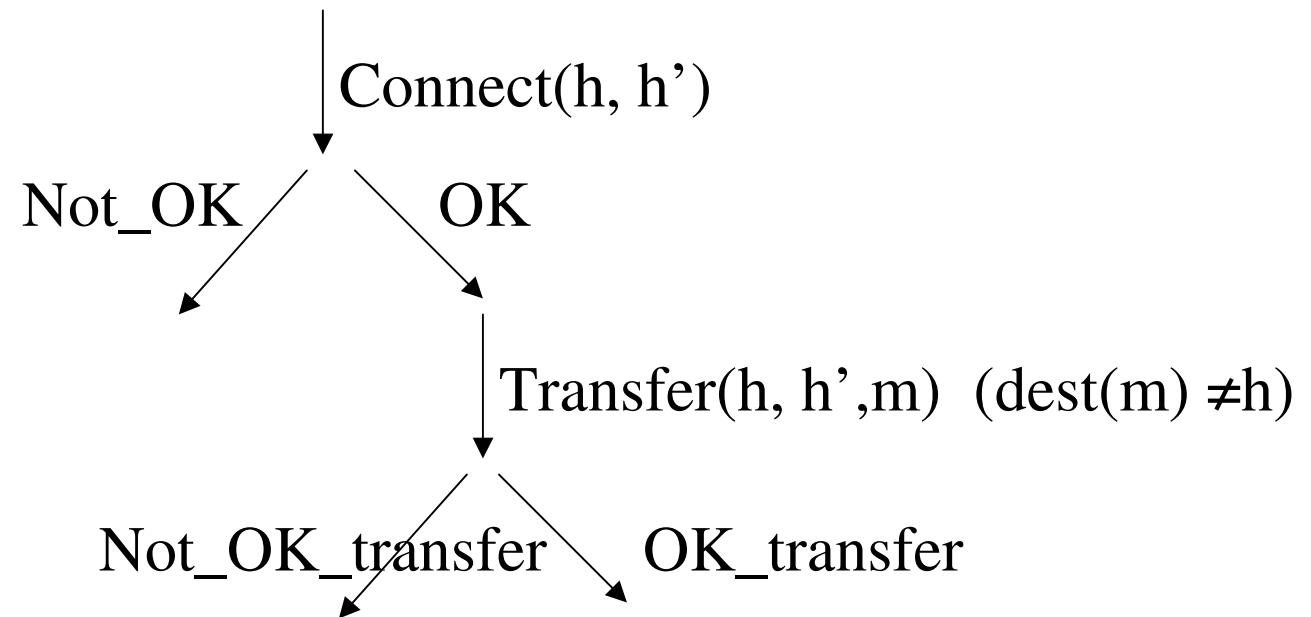 Connect(h, h’)
Not_OK OK
Transfer(h, h’,m) (dest(m) ≠h)
Not_OK_transfer OK_transfer